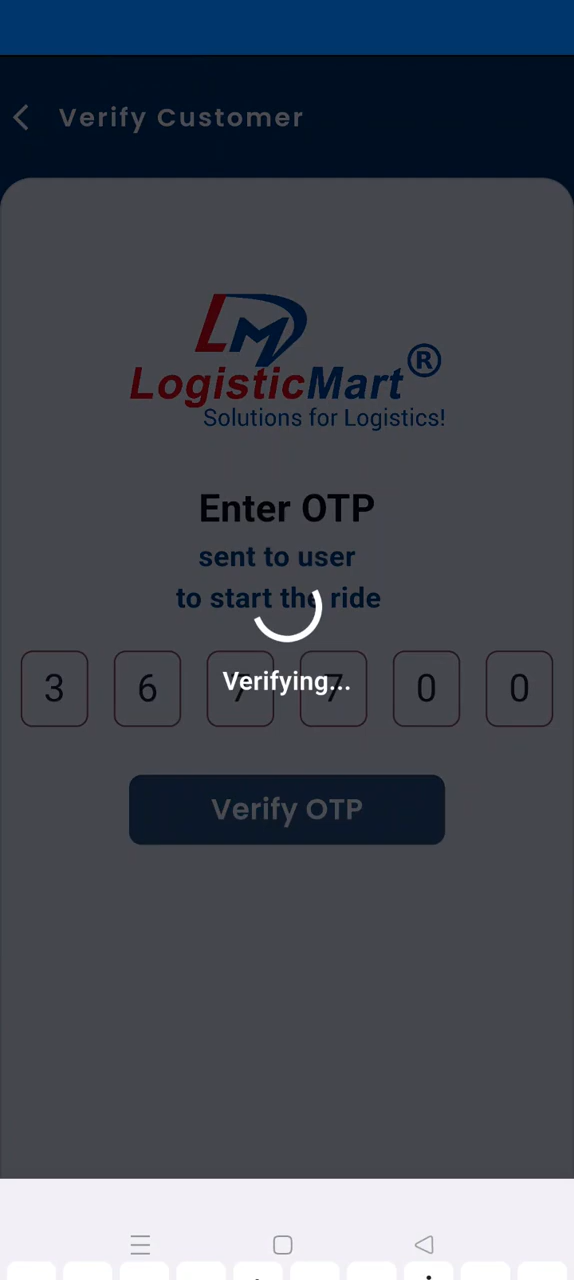 Verify Customer
LM
LogisticMart®
Solutions for Logistics!
Enter OTP
sent to user
to start the ride
Verifying...
3 6 7 7 0 0
Verify OTP